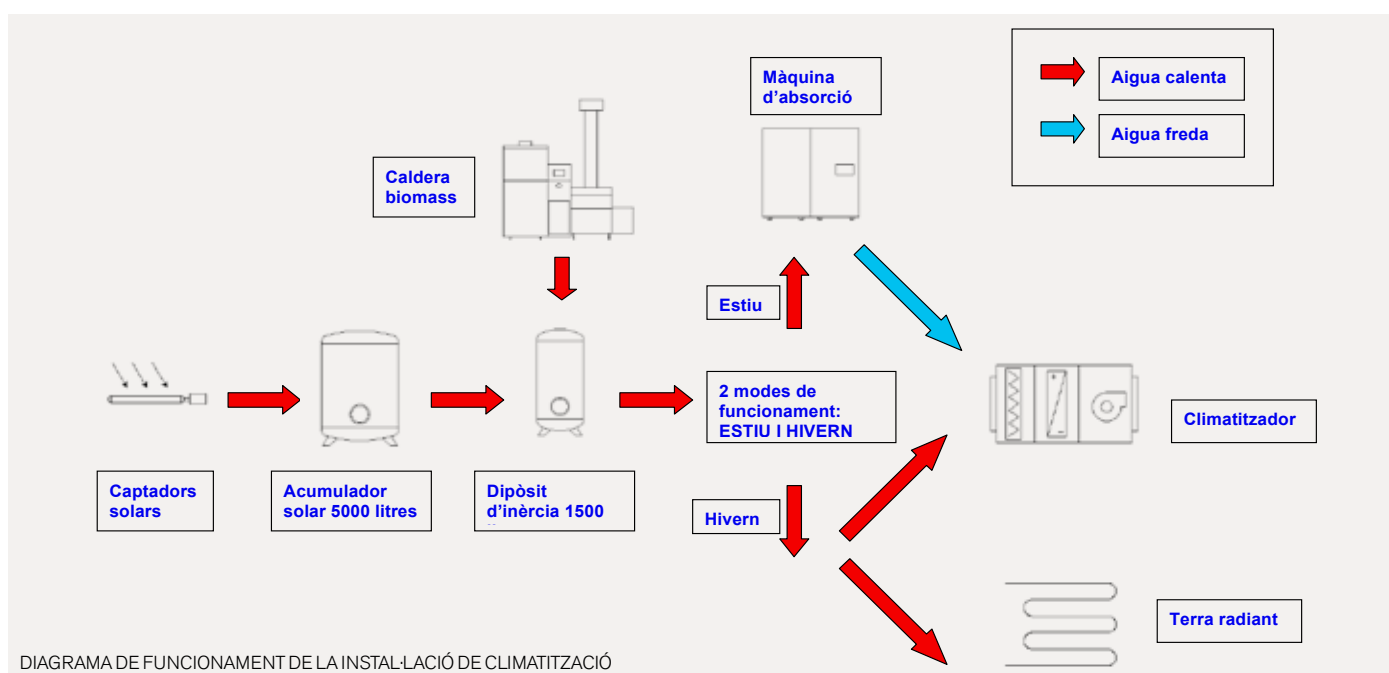 Màquina
d'absorció
Aigua calenta
Aigua freda
Caldera
biomass
Estiu
2 modes de
funcionament:
ESTIU I HIVERN
Climatitzador
Captadors
solars
Acumulador
solar 5000 litres
Dipòsit
d'inèrcia 1500
Hivern
Terra radiant
DIAGRAMA DE FUNCIONAMENT DE LA INSTAL·LACIÓ DE CLIMATITZACIÓ